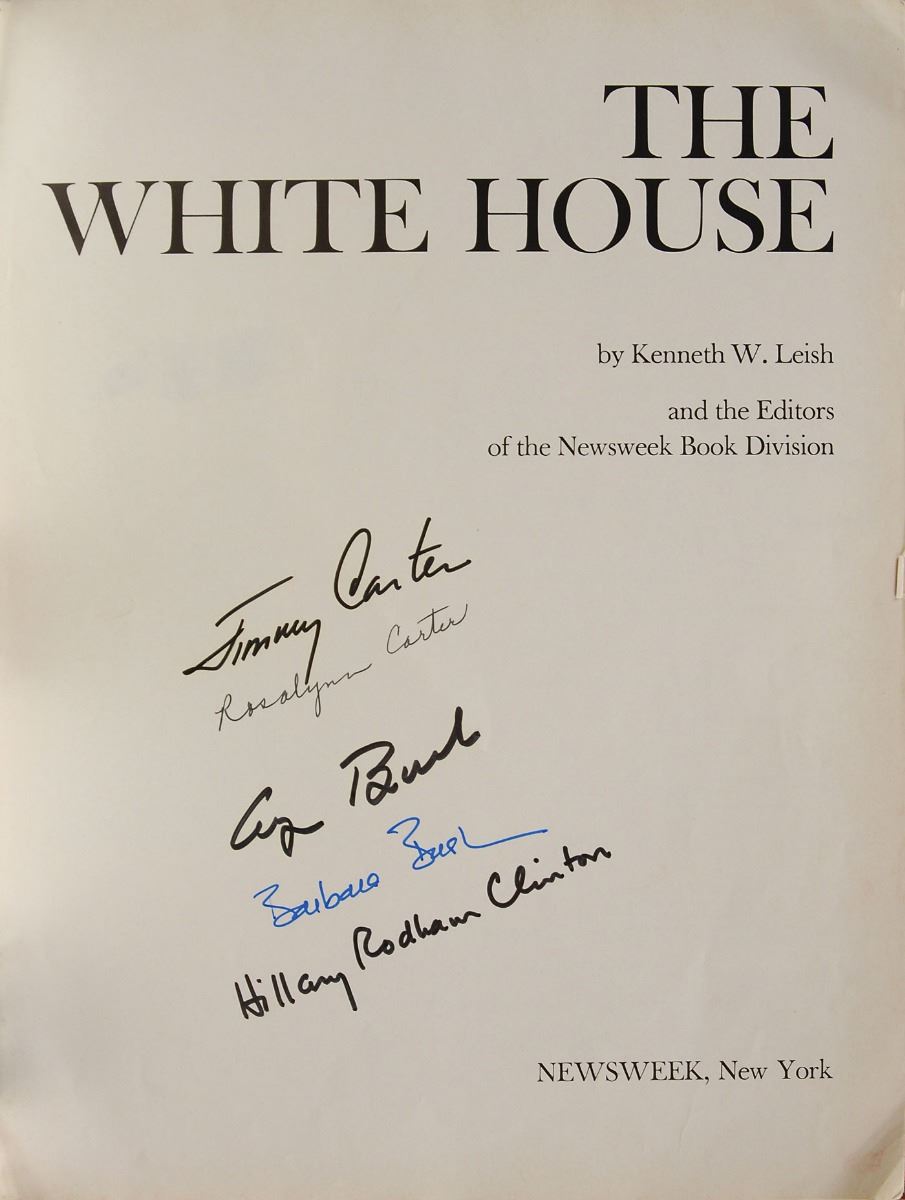 THE
WHITE HOUSE
by Kenneth W. Leish
and the Editors
of the Newsweek Book Division
Jimmy Carter
Rosalynn Carter
Bush
Barbara Bush
Hillary Rodham Clinton
NEWSWEEK, New York